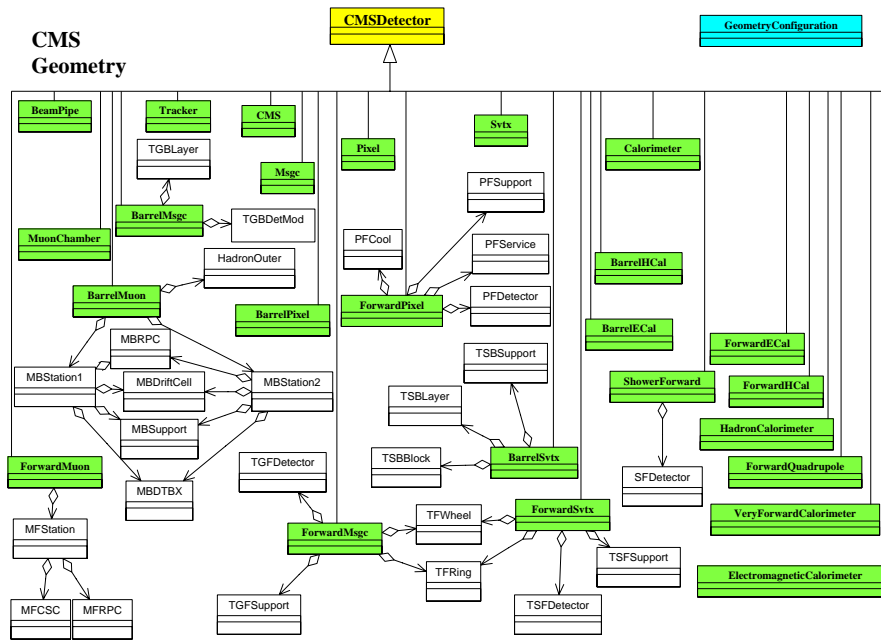 CMSDetector
GeometryConfiguration
CMS
Geometry
BeamPipe
Tracker
CMS
Pixel
Svtx
Calorimeter
TGBLayer
Msgc
PFSupport
BarrelMsgc
TGBDetMod
MuonChamber
HadronOuter
PFCool
PFService
BarrelHCal
BarrelMuon
BarrelPixel
ForwardPixel
PFDetector
BarrelECal
MBRPC
TSBSupport
ForwardECal
MBStation1
MBDriftCell
MBStation2
ShowerForward
ForwardHCal
TSBLayer
MBSupport
HadronCalorimeter
ForwardMuon
TGFDetector
TSBBlock
BarrelSvtx
ForwardQuadrupole
MBDTBX
SFDetector
MFStation
ForwardMsgc
TFWheel
ForwardSvtx
VeryForwardCalorimeter
TFRing
TSFSupport
ElectromagneticCalorimeter
MFCSC
MFRPC
TGFSupport
TSFDetector